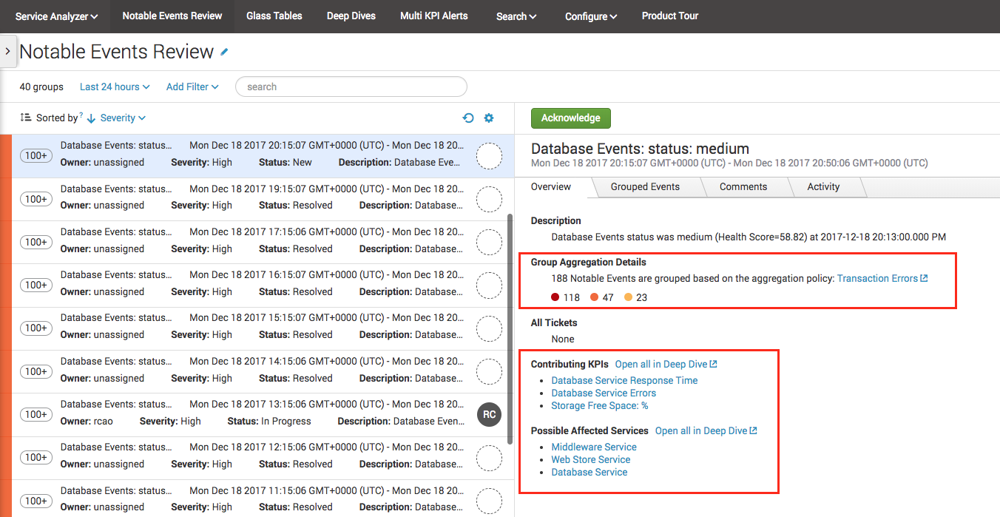 Service Analyzer Notable Events Review Glass Tables Deep Dives Multi KPI Alerts Search Configure Product Tour
Notable Events Review
40 groups Last 24 hours Add Filter search
Sorted by ? Severity
100+ Database Events: status... Mon Dec 18 2017 20:15:07 GMT+0000 (UTC) - Mon Dec 18 20...
Owner: unassigned Severity: High Status: New Description: Database Eve...
100+ Database Events: status... Mon Dec 18 2017 19:15:07 GMT+0000 (UTC) - Mon Dec 18 20...
Owner: unassigned Severity: High Status: Resolved Description: Database...
100+ Database Events: status... Mon Dec 18 2017 17:15:06 GMT+0000 (UTC) - Mon Dec 18 20...
Owner: unassigned Severity: High Status: Resolved Description: Database...
100+ Database Events: status... Mon Dec 18 2017 16:15:07 GMT+0000 (UTC) - Mon Dec 18 20...
Owner: unassigned Severity: High Status: Resolved Description: Database...
100+ Database Events: status... Mon Dec 18 2017 15:15:07 GMT+0000 (UTC) - Mon Dec 18 20...
Owner: unassigned Severity: High Status: Resolved Description: Database...
100+ Database Events: status... Mon Dec 18 2017 14:15:06 GMT+0000 (UTC) - Mon Dec 18 20...
Owner: unassigned Severity: High Status: Resolved Description: Database...
100+ Database Events: status... Mon Dec 18 2017 13:15:06 GMT+0000 (UTC) - Mon Dec 18 20...
Owner: rcao Severity: High Status: In Progress Description: Database Even...
RC
100+ Database Events: status... Mon Dec 18 2017 12:15:06 GMT+0000 (UTC) - Mon Dec 18 20...
Owner: unassigned Severity: High Status: Resolved Description: Database...
100+ Database Events: status... Mon Dec 18 2017 11:15:06 GMT+0000 (UTC) - Mon Dec 18 20...
Owner: unassigned Severity: High Status: Resolved Description: Database...
Acknowledge
Database Events: status: medium
Mon Dec 18 2017 20:15:07 GMT+0000 (UTC) - Mon Dec 18 2017 20:50:06 GMT+0000 (UTC)
Overview Grouped Events Comments Activity
Description
Database Events status was medium (Health Score=58.82) at 2017-12-18 20:13:00.000 PM
Group Aggregation Details
188 Notable Events are grouped based on the aggregation policy: Transaction Errors
118 47 23
All Tickets
None
Contributing KPIs Open all in Deep Dive
• Database Service Response Time
• Database Service Errors
• Storage Free Space: %
Possible Affected Services Open all in Deep Dive
• Middleware Service
• Web Store Service
• Database Service